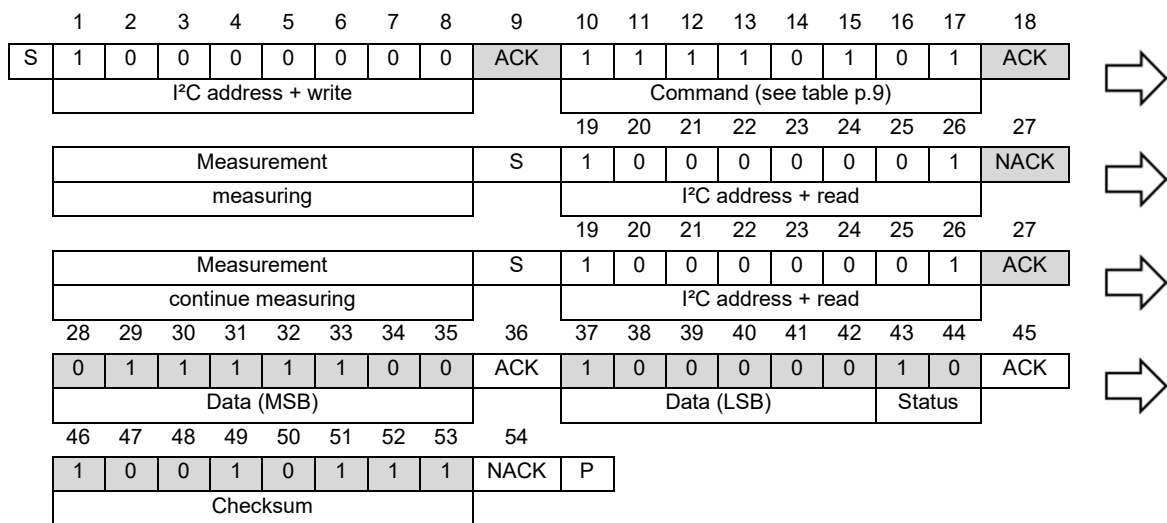 1 2 3 4 5 6 7 8 9 10 11 12 13 14 15 16 17 18
S 1 0 0 0 0 0 0 0 ACK 1 1 1 1 0 1 0 1 ACK
I²C address + write Command (see table p.9)
19 20 21 22 23 24 25 26 27
Measurement S 1 0 0 0 0 0 0 1 NACK
measuring I²C address + read
19 20 21 22 23 24 25 26 27
Measurement S 1 0 0 0 0 0 0 1 ACK
continue measuring I²C address + read
28 29 30 31 32 33 34 35 36 37 38 39 40 41 42 43 44 45
0 1 1 1 1 1 0 0 ACK 1 0 0 0 0 0 1 0 ACK
Data (MSB) Data (LSB) Status
46 47 48 49 50 51 52 53 54
1 0 0 1 0 1 1 1 NACK P
Checksum